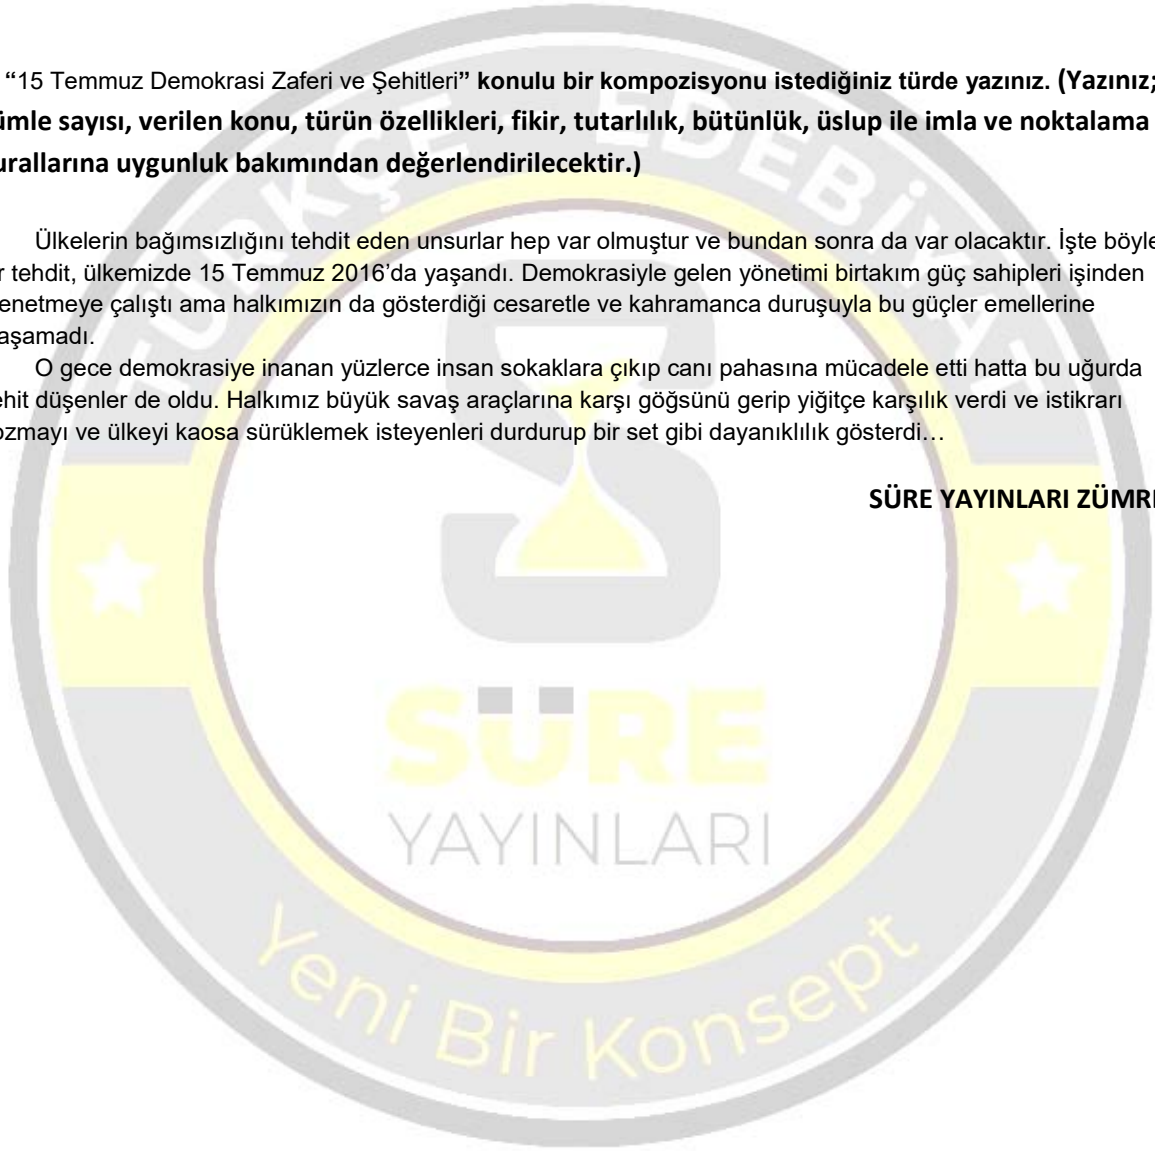 “15 Temmuz Demokrasi Zaferi ve Şehitleri” konulu bir kompozisyonu istediğiniz türde yazınız. (Yazınız;
ümle sayısı, verilen konu, türün özellikleri, fikir, tutarlılık, bütünlük, üslup ile imla ve noktalama
urallarına uygunluk bakımından değerlendirilecektir.)
Ülkelerin bağımsızlığını tehdit eden unsurlar hep var olmuştur ve bundan sonra da var olacaktır. İşte böyle
r tehdit, ülkemizde 15 Temmuz 2016’da yaşandı. Demokrasiyle gelen yönetimi birtakım güç sahipleri işinden
enetmeye çalıştı ama halkımızın da gösterdiği cesaretle ve kahramanca duruşuyla bu güçler emellerine
aşamadı.
O gece demokrasiye inanan yüzlerce insan sokaklara çıkıp canı pahasına mücadele etti hatta bu uğurda
ehit düşenler de oldu. Halkımız büyük savaş araçlarına karşı göğsünü gerip yiğitçe karşılık verdi ve istikrarı
ozmayı ve ülkeyi kaosa sürüklemek isteyenleri durdurup bir set gibi dayanıklılık gösterdi…
SÜRE YAYINLARI ZÜMRE
TÜRKÇE EDEBİYAT
SÜRE
YAYINLARI
Yeni Bir Konsept